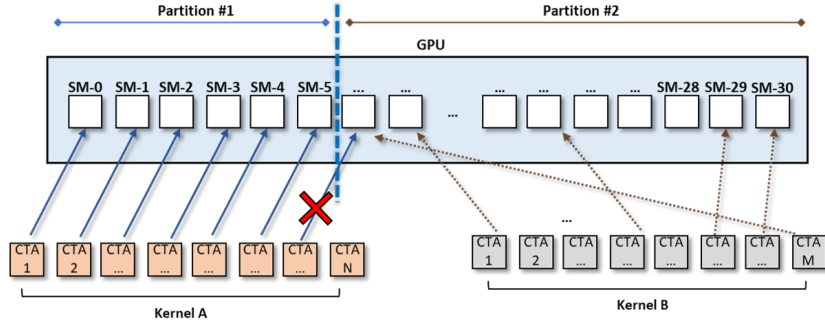 Partition #1 Partition #2
GPU
SM-0 SM-1 SM-2 SM-3 SM-4 SM-5 ... ... ... ... ... ... SM-28 SM-29 SM-30
...
...
CTA CTA CTA CTA CTA CTA CTA CTA CTA CTA CTA CTA CTA CTA CTA CTA
1 2 ... ... ... ... ... N 1 2 ... ... ... ... ... M
Kernel A Kernel B